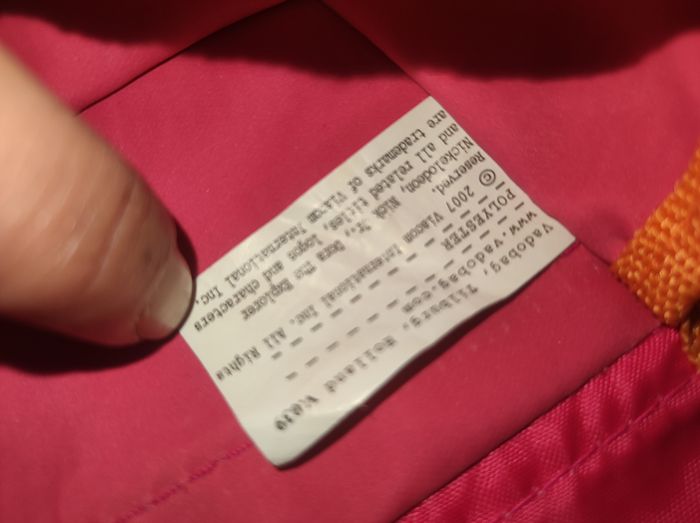 Vadobag, Tilburg, Holland V030
www.vadobag.com
POLYESTER
© 2007 Viacom International Inc. All Rights
Reserved.
Nickelodeon, Nick Jr., Dora the Explorer
and all related titles, logos and characters
are trademarks of Viacom International Inc.